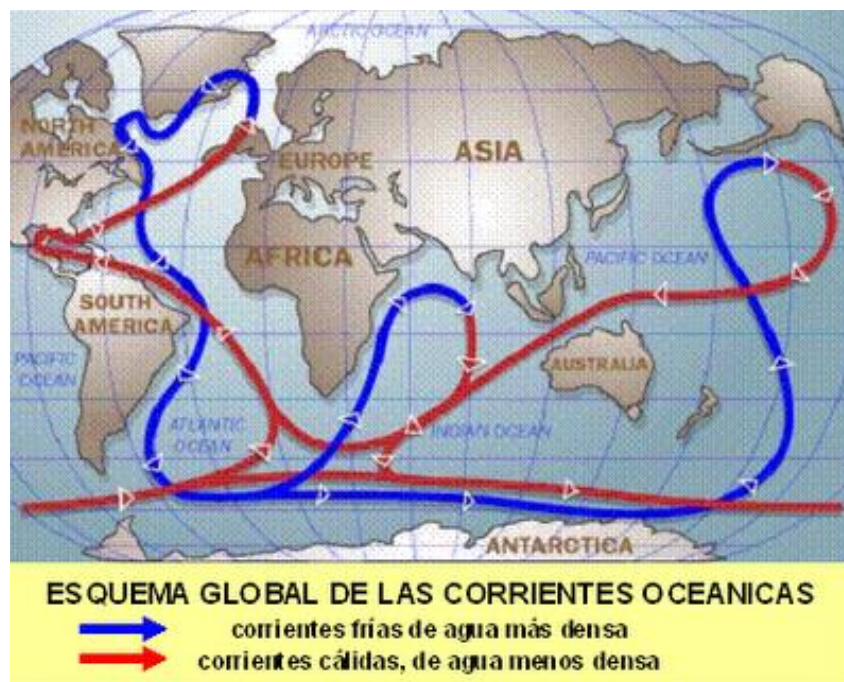 ARCTIC OCEAN
NORTH
AMERICA
EUROPE
ASIA
AFRICA
PACIFIC OCEAN
SOUTH
AMERICA
PACIFIC
OCEAN
AUSTRALIA
ATLANTIC
OCEAN
INDIAN OCEAN
ANTARCTICA
ESQUEMA GLOBAL DE LAS CORRIENTES OCEANICAS
corrientes frías de agua más densa
corrientes cálidas, de agua menos densa